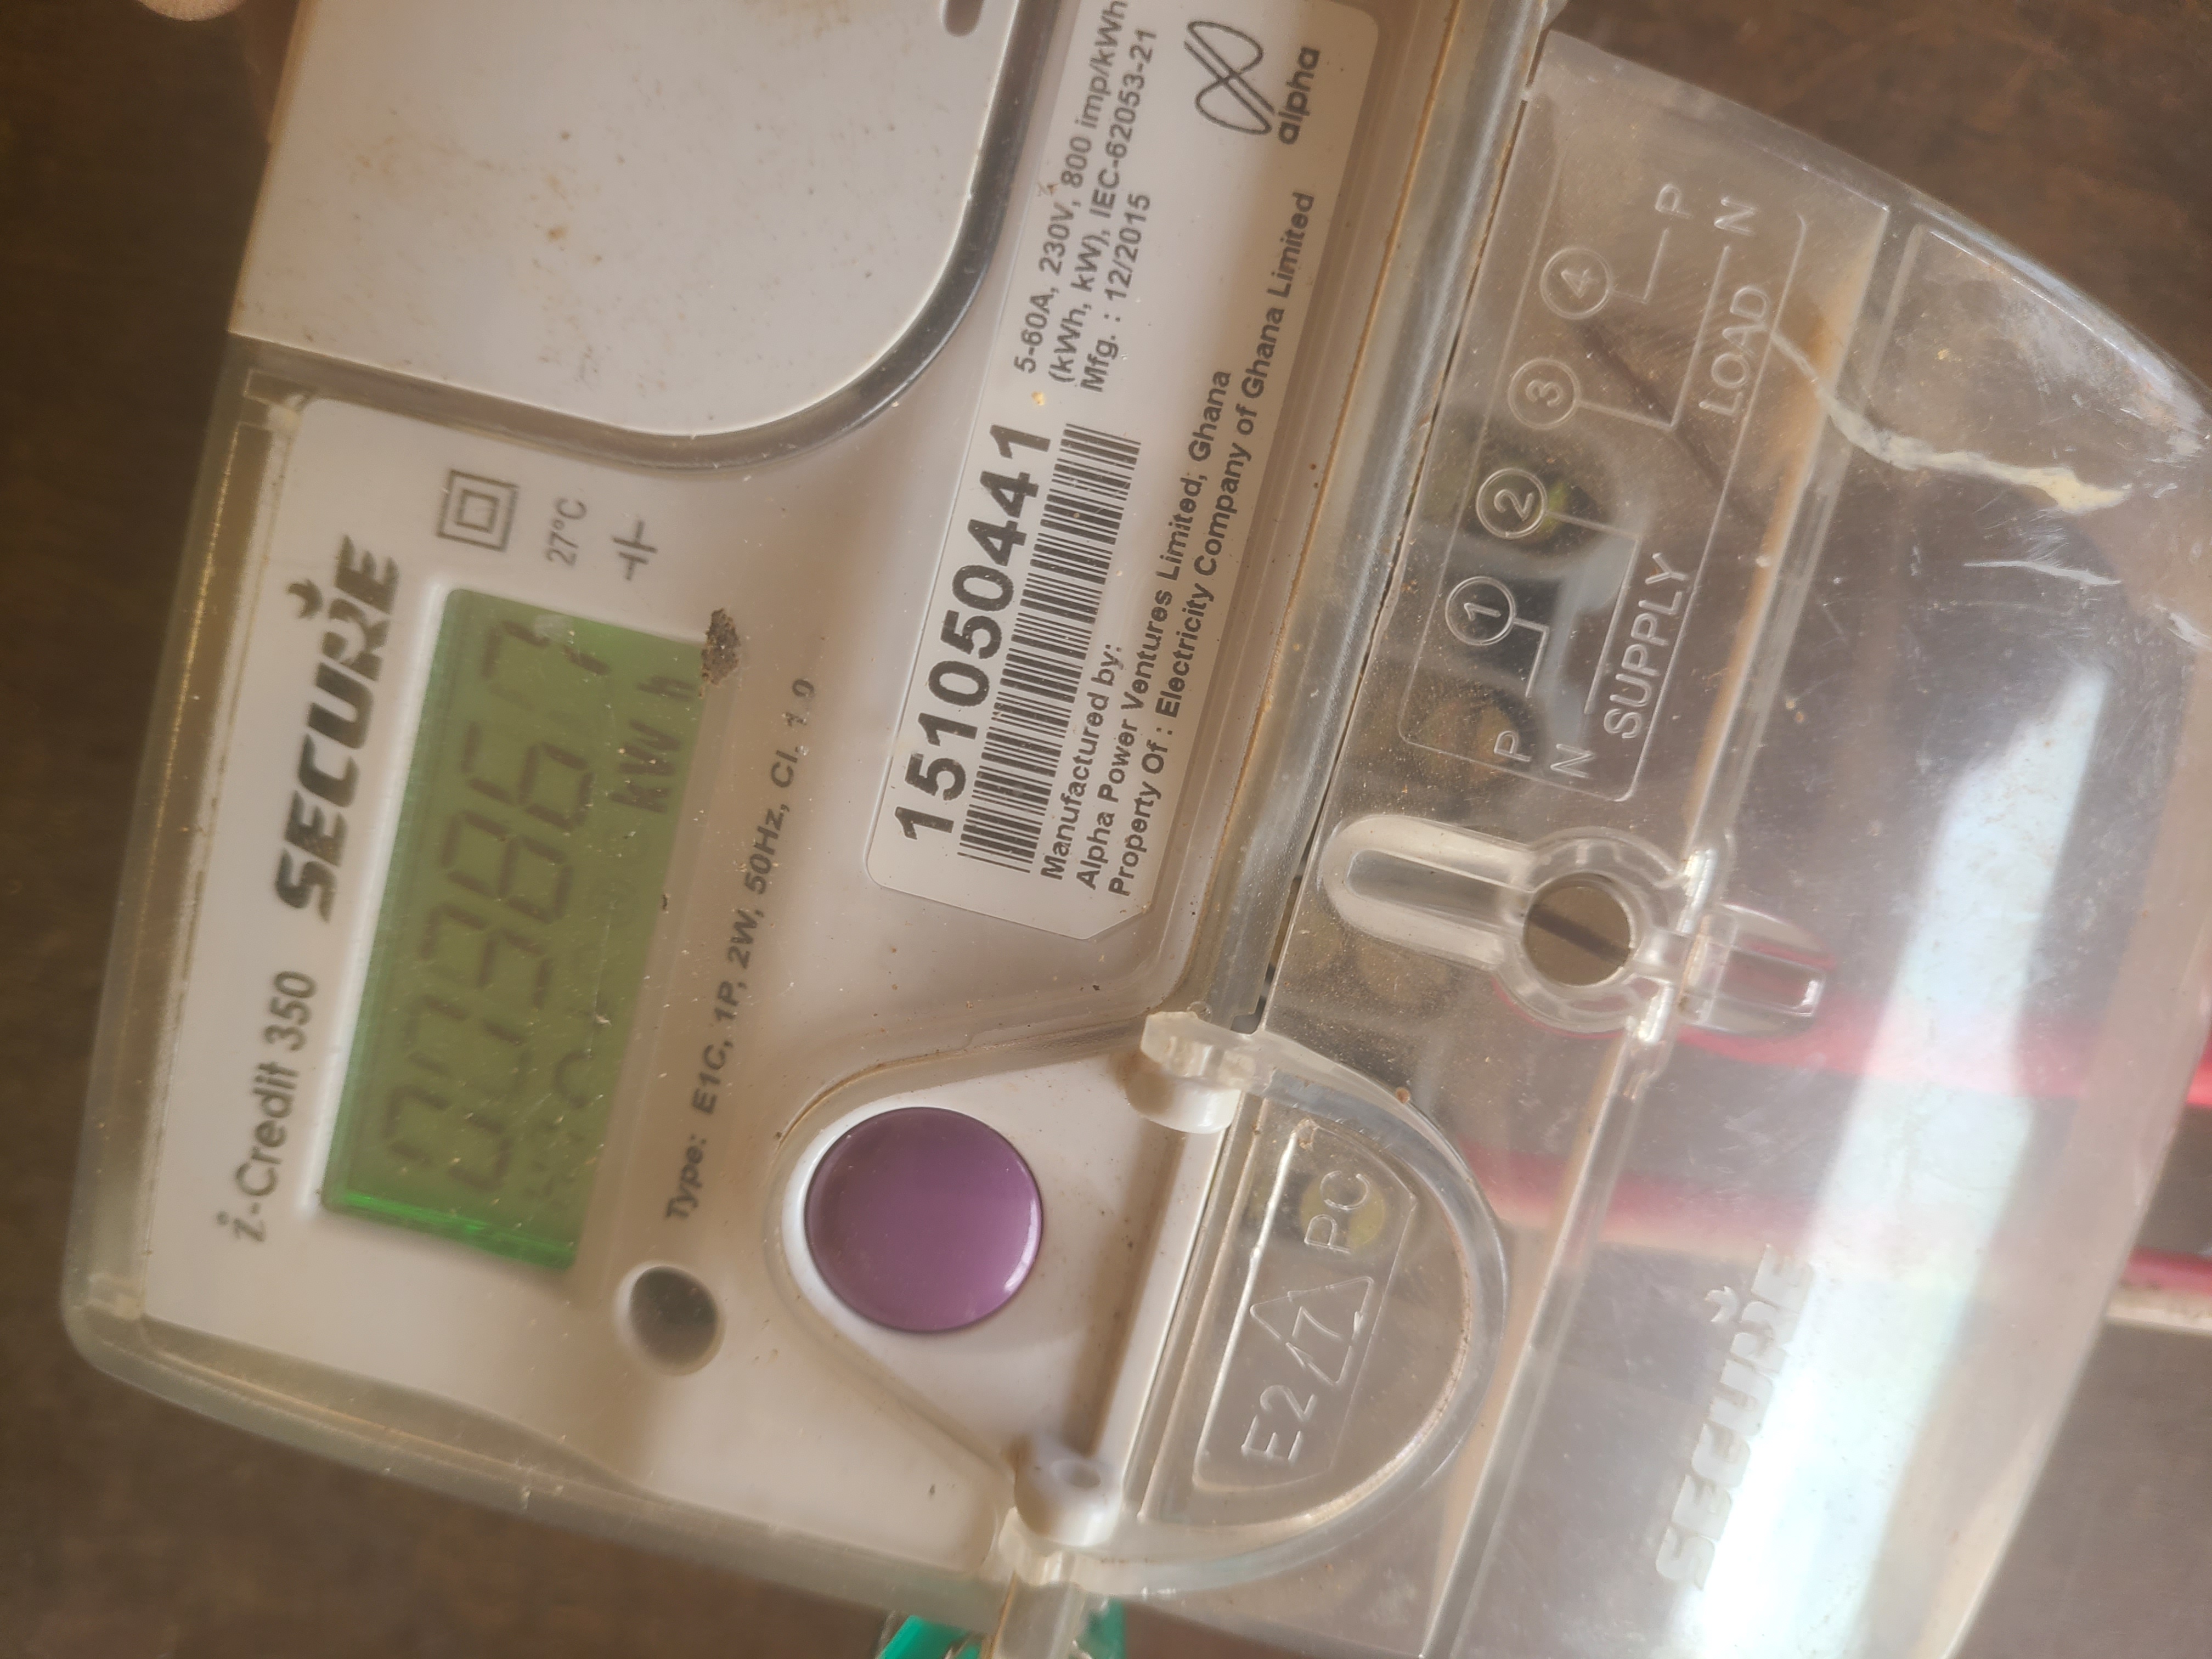 i-Credit 350
SECURE
003867
kWh
27°C
Type: E1C, 1P, 2W, 50Hz, Cl. 1.0
151050441
5-60A, 230V, 800 imp/kWh
(kWh, kW), IEC-62053-21
Mfg. : 12/2015
Manufactured by:
Alpha Power Ventures Limited, Ghana
Property Of : Electricity Company of Ghana Limited
alpha
E2 7 PC
1 2 3 4
P
N
SUPPLY
P
N
LOAD
SECURE